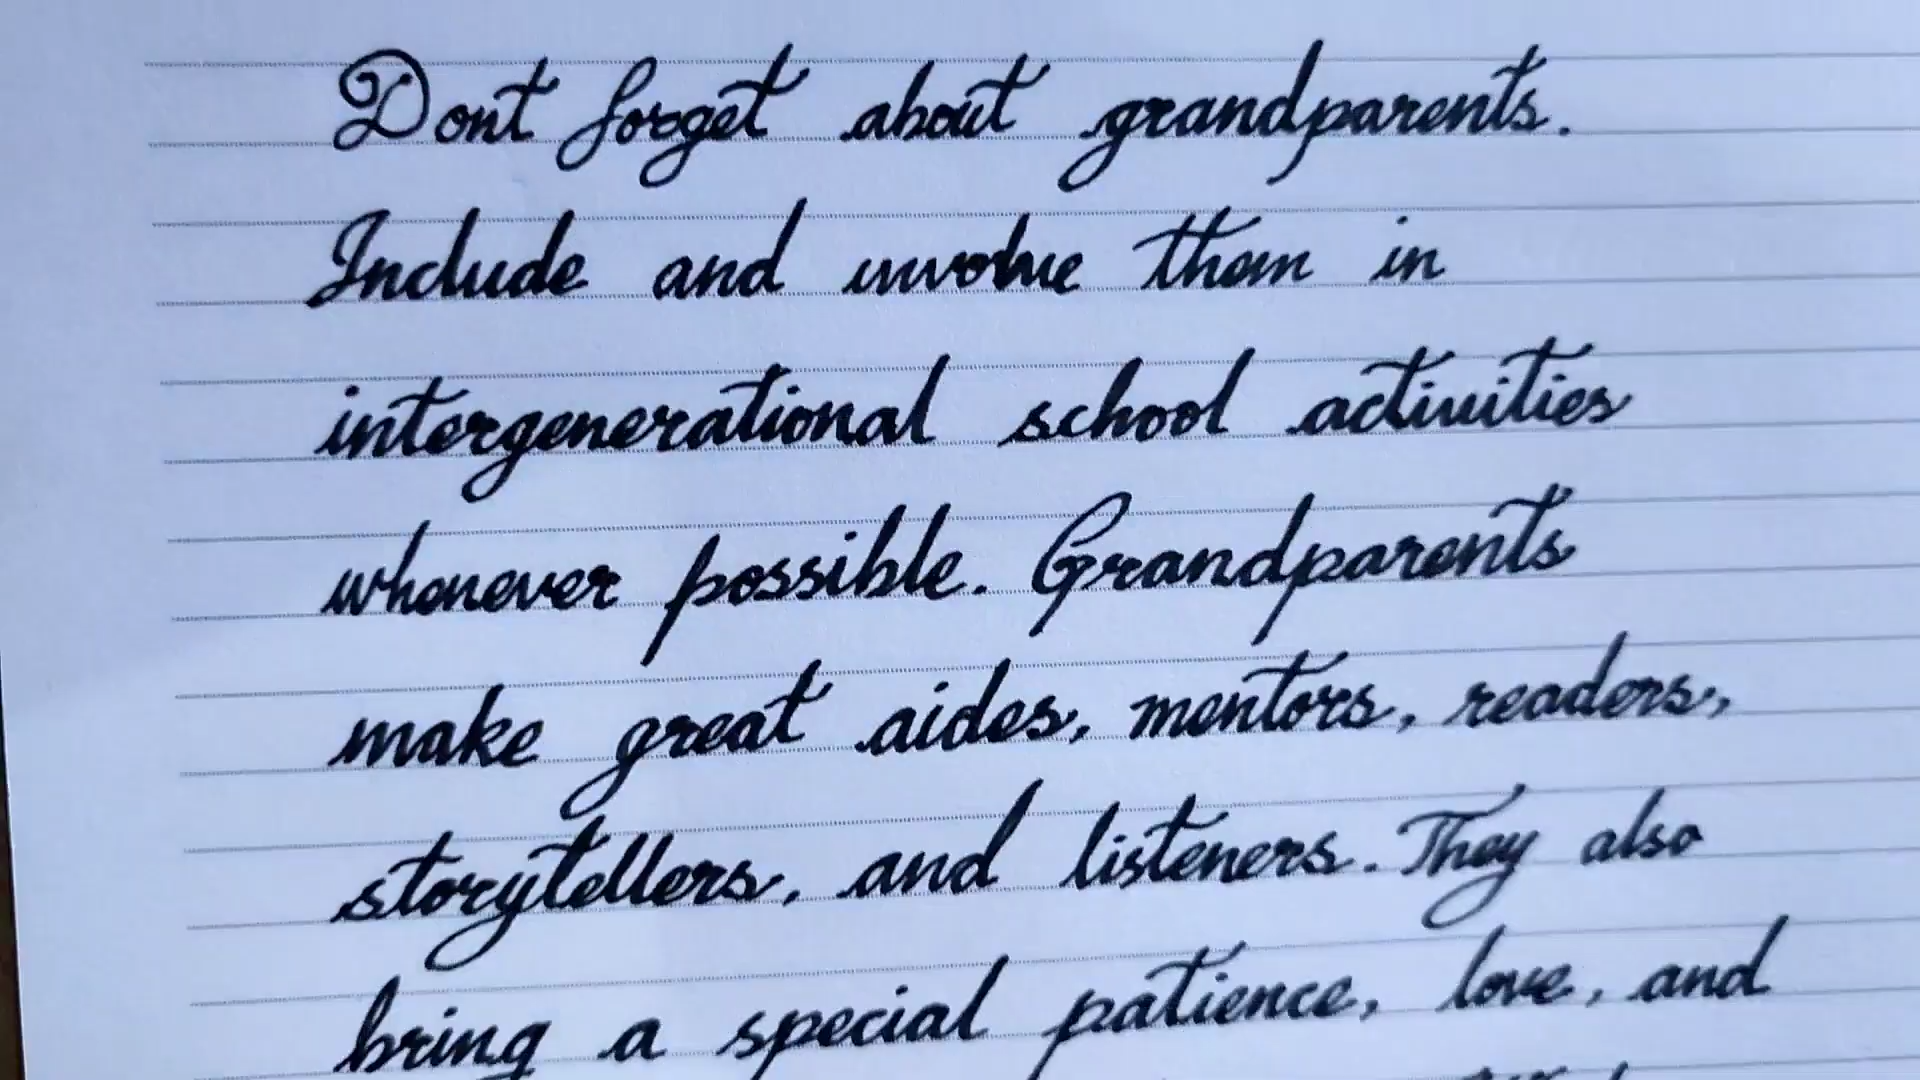 Dont forget about grandparents.
Include and involve them in
intergenerational school activities
whenever possible. Grandparents
make great aides, mentors, readers,
storytellers, and listeners. They also
bring a special patience, love, and